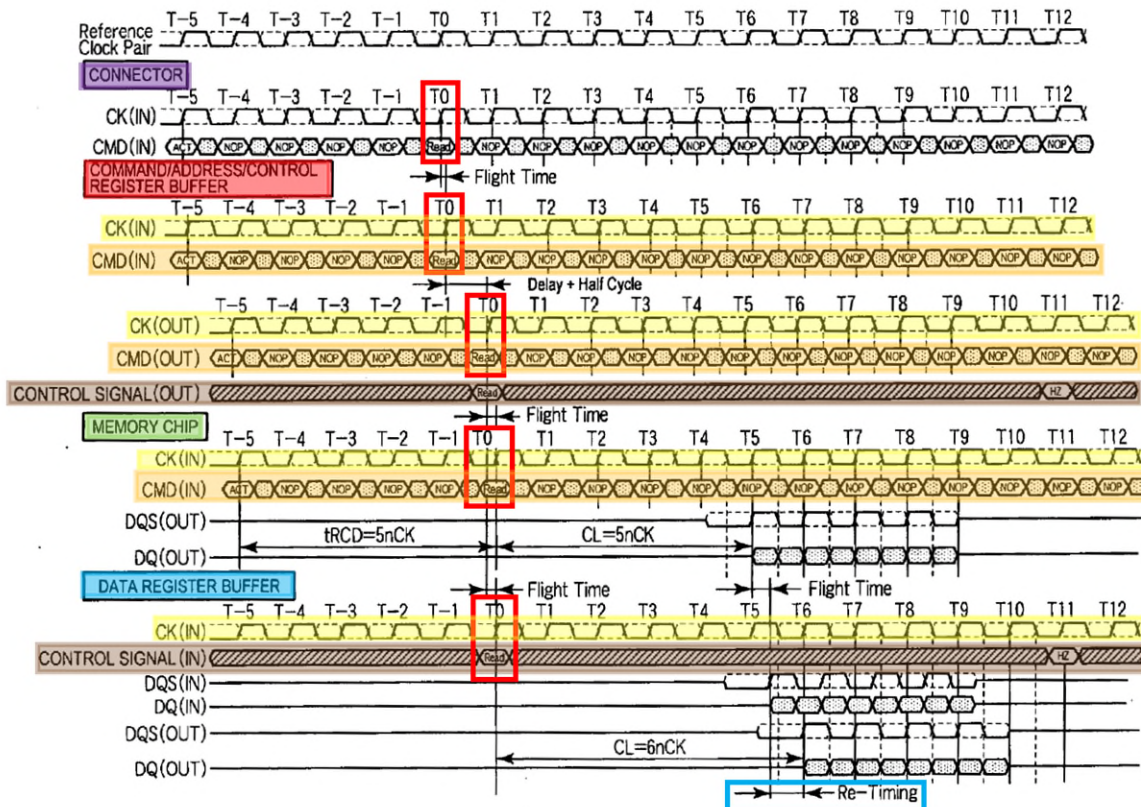 T-5 T-4 T-3 T-2 T-1 T0 T1 T2 T3 T4 T5 T6 T7 T8 T9 T10 T11 T12
Reference
Clock Pair
CONNECTOR
T-5 T-4 T-3 T-2 T-1 T0 T1 T2 T3 T4 T5 T6 T7 T8 T9 T12
CK(IN)
CMD(IN) ACT NOP NOP NOP NOP Read NOP NOP NOP NOP NOP NOP NOP NOP NOP NOP NOP NOP
COMMAND/ADDRESS/CONTROL
REGISTER BUFFER
Flight Time
T-5 T-4 T-3 T-2 T-1 T0 T1 T2 T3 T4 T5 T6 T7 T8 T9 T12
CK(IN)
CMD(IN) ACT NOP NOP NOP NOP Read NOP NOP NOP NOP NOP NOP NOP NOP NOP NOP NOP NOP
Delay + Half Cycle
T-5 T-4 T-3 T-2 T-1 T0 T1 T2 T3 T4 T5 T6 T7 T8 T9 T10 T11 T12
CK(OUT)
CMD(OUT) ACT NOP NOP NOP NOP Read NOP NOP NOP NOP NOP NOP NOP NOP NOP NOP NOP NOP
CONTROL SIGNAL(OUT) Read HZ
Flight Time
MEMORY CHIP
T-5 T-4 T-3 T-2 T-1 T0 T1 T2 T3 T4 T5 T6 T7 T8 T9 T10 T11 T12
CK(IN)
CMD(IN) ACT NOP NOP NOP NOP Read NOP NOP NOP NOP NOP NOP NOP NOP NOP NOP NOP NOP
DQS(OUT)
tRCD=5nCK CL=5nCK
DQ(OUT)
DATA REGISTER BUFFER
Flight Time Flight Time
T-5 T-4 T-3 T-2 T-1 T0 T1 T2 T3 T4 T5 T6 T7 T8 T9 T10 T11 T12
CK(IN)
CONTROL SIGNAL(IN) Read HZ
DQS(IN)
DQ(IN)
DQS(OUT)
CL=6nCK
DQ(OUT)
Re-Timing